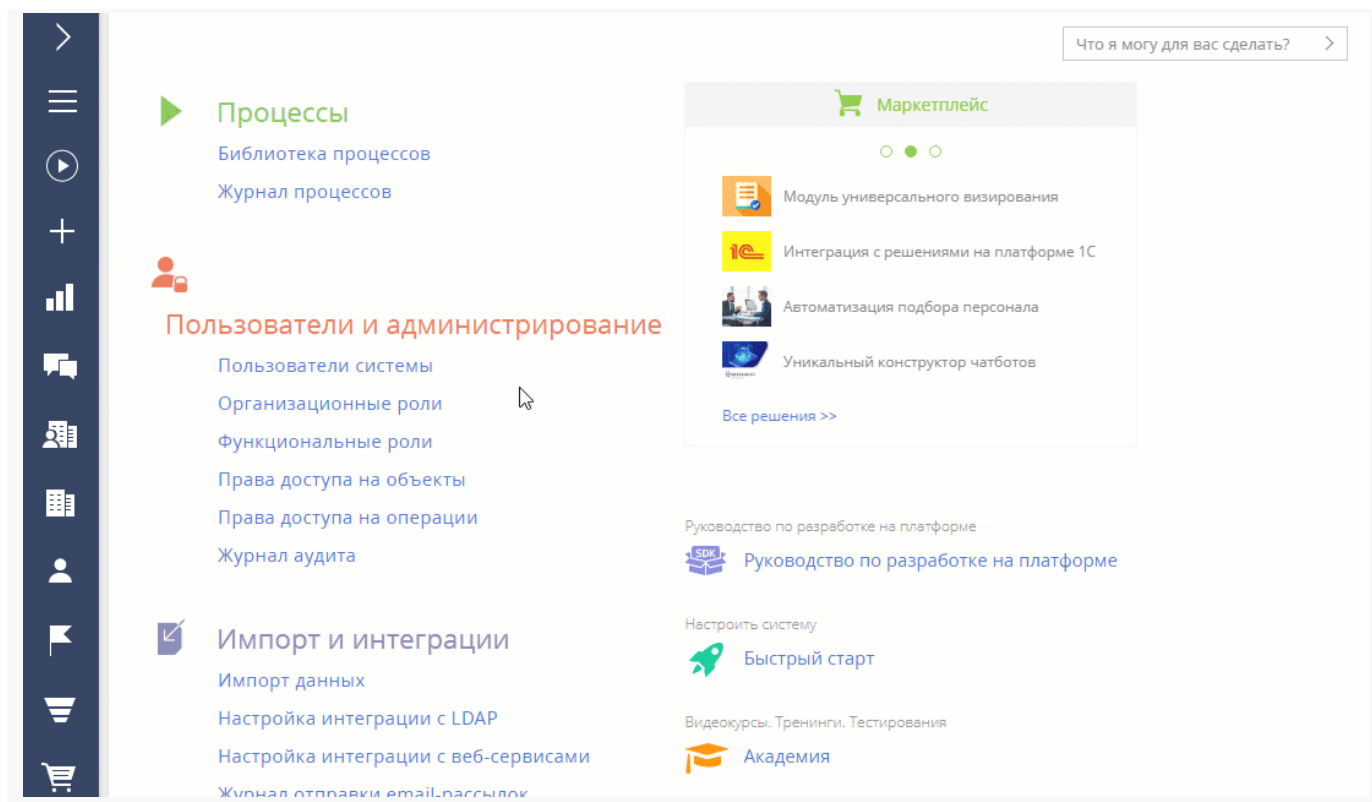 Что я могу для вас сделать?
Процессы
Библиотека процессов
Журнал процессов
Пользователи и администрирование
Пользователи системы
Организационные роли
Функциональные роли
Права доступа на объекты
Права доступа на операции
Журнал аудита
Импорт и интеграции
Импорт данных
Настройка интеграции с LDAP
Настройка интеграции с веб-сервисами
Журнал отправки email-рассылок
Маркетплейс
Модуль универсального визирования
1С
Интеграция с решениями на платформе 1С
Автоматизация подбора персонала
Уникальный конструктор чатботов
Все решения >>
Руководство по разработке на платформе
SDK
Руководство по разработке на платформе
Настроить систему
Быстрый старт
Видеокурсы. Тренинги. Тестирования
Академия